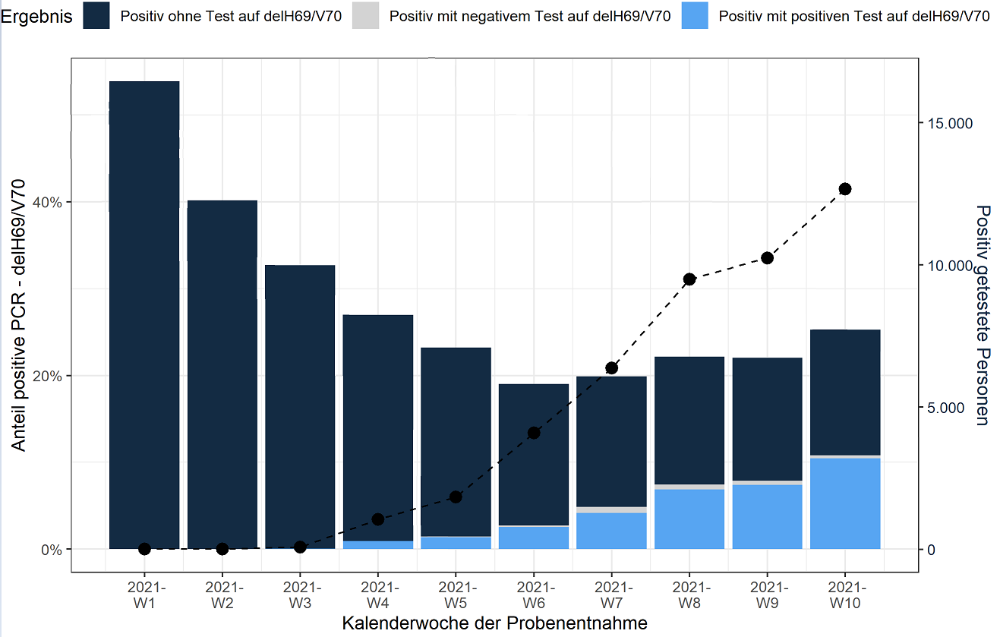 Ergebnis Positiv ohne Test auf delH69/V70 Positiv mit negativem Test auf delH69/V70 Positiv mit positiven Test auf delH69/V70
Anteil positive PCR - delH69/V70
40%
20%
0%
15.000
10.000
5.000
0
Positiv getestete Personen
2021- 2021- 2021- 2021- 2021- 2021- 2021- 2021- 2021- 2021-
W1 W2 W3 W4 W5 W6 W7 W8 W9 W10
Kalenderwoche der Probenentnahme